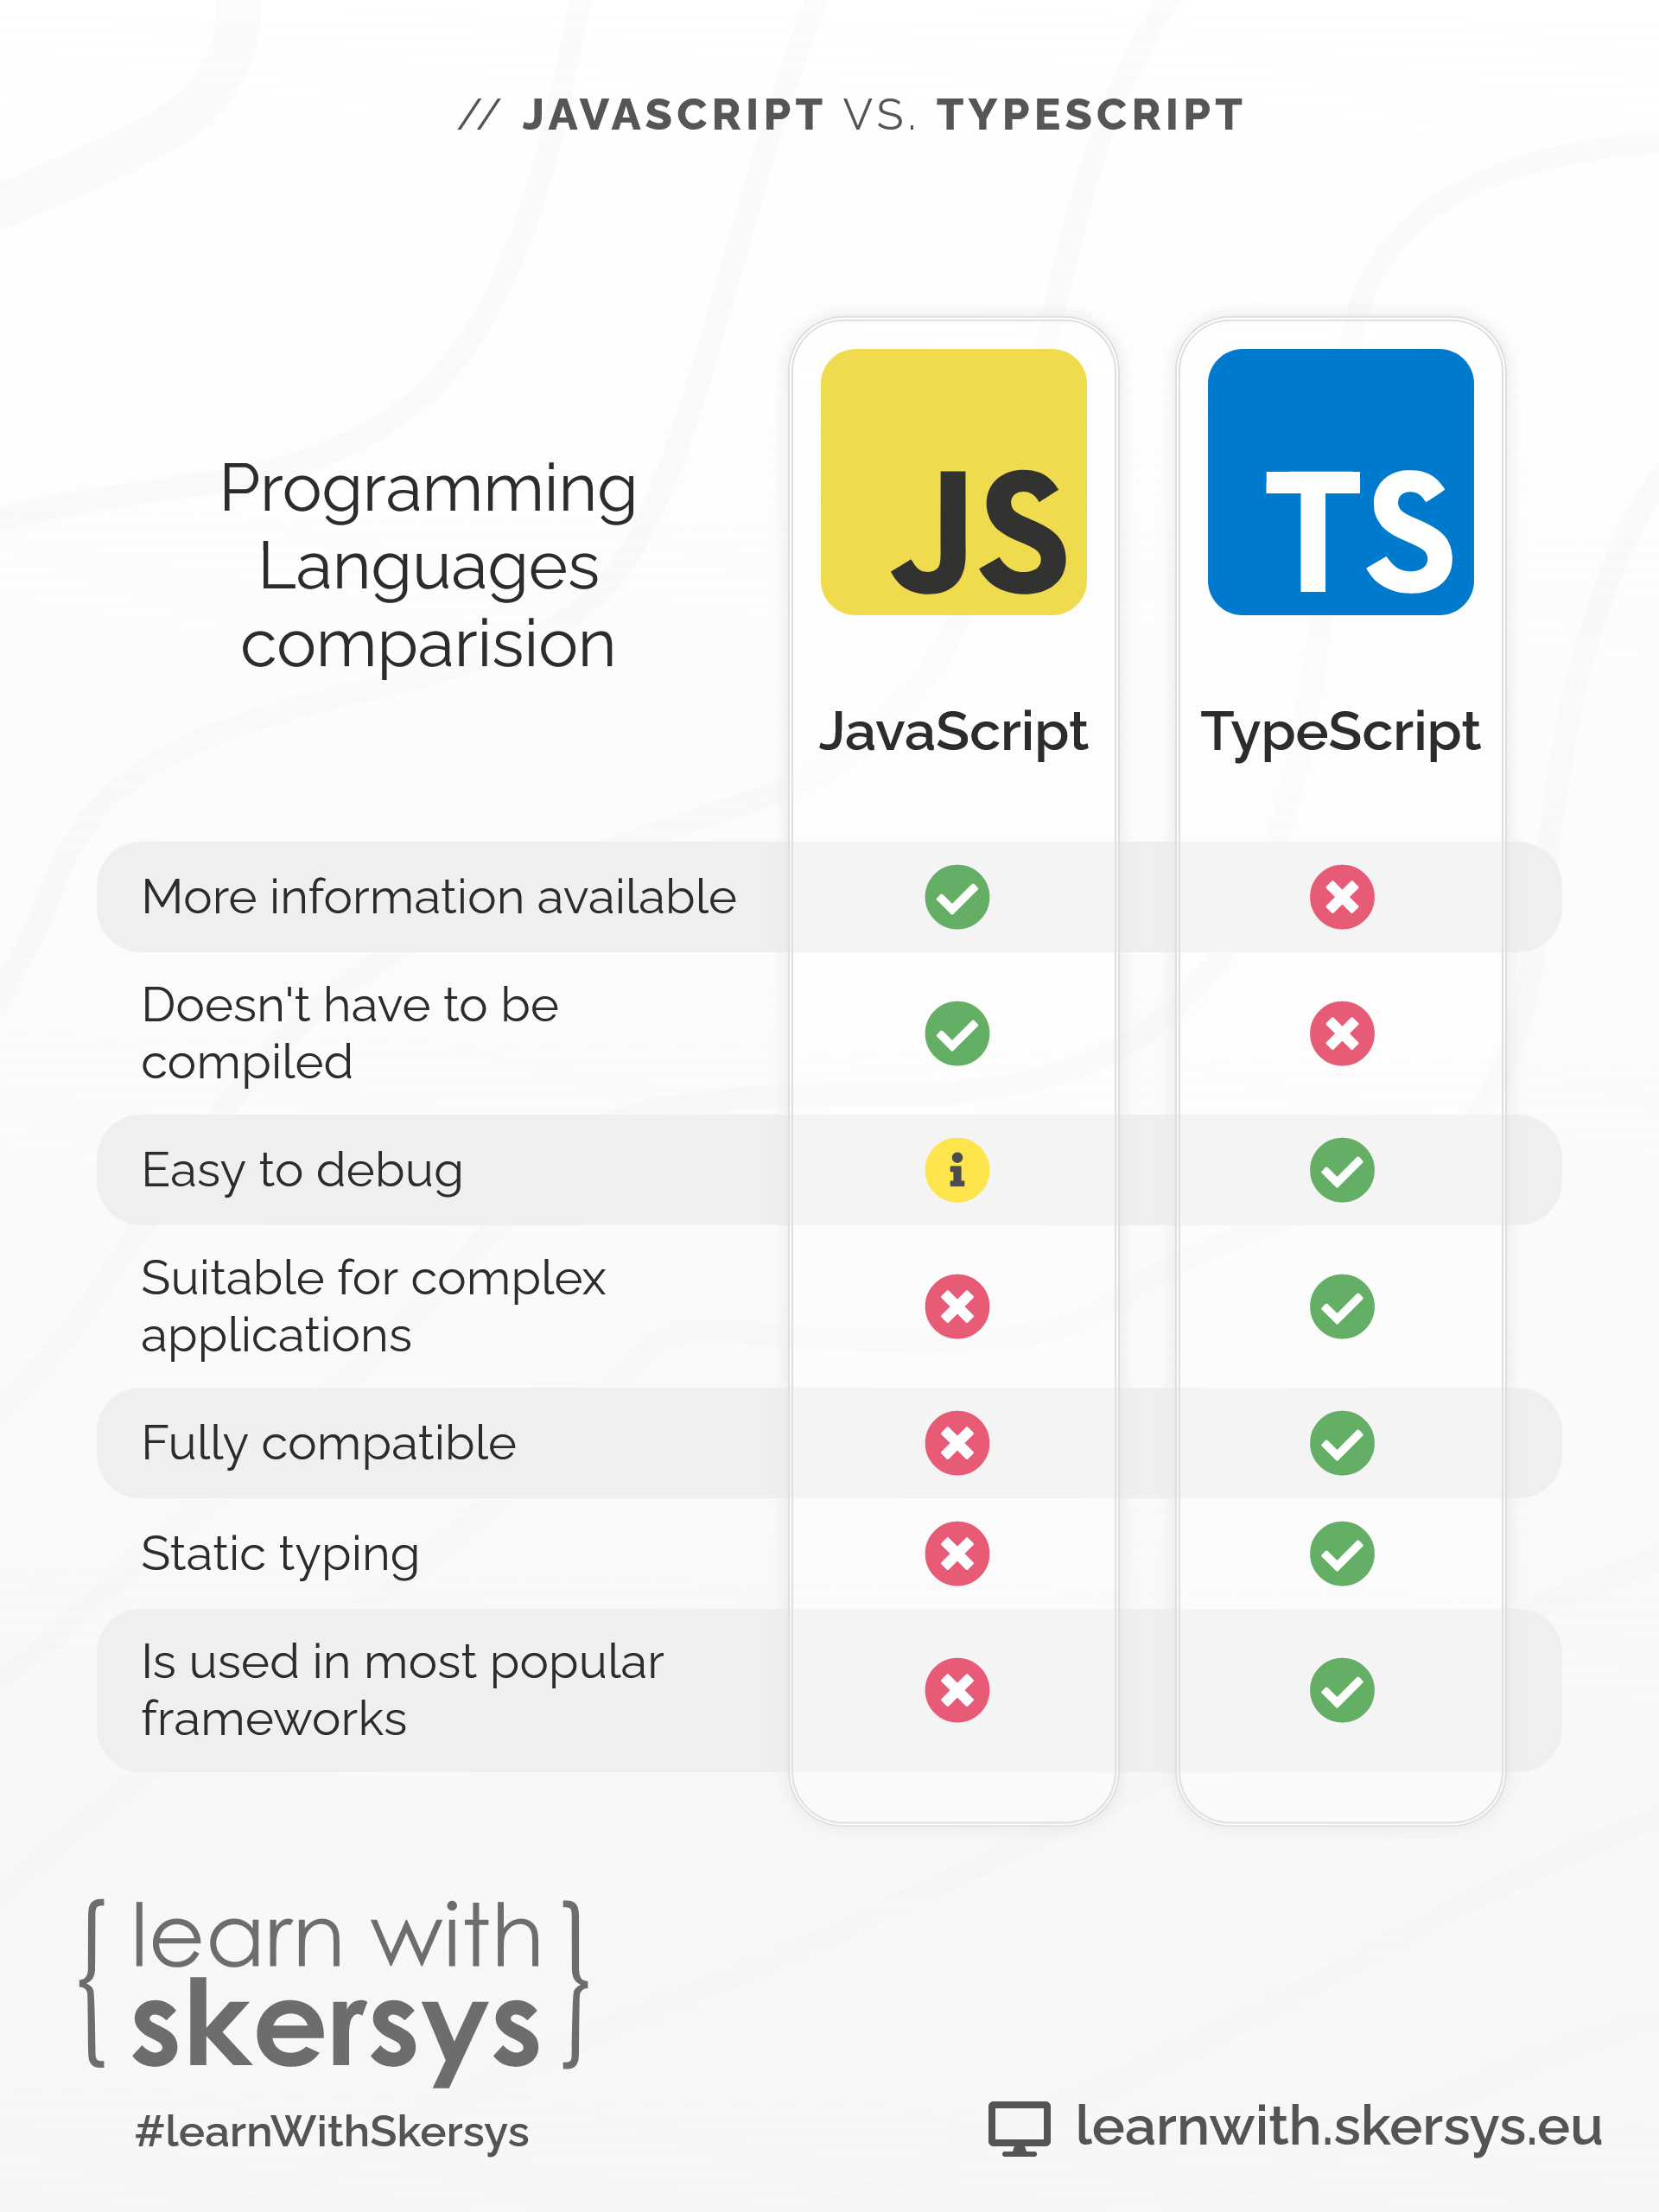 // JAVASCRIPT VS. TYPESCRIPT
Programming
Languages
comparision
JS
TS
JavaScript
TypeScript
More information available
Doesn't have to be
compiled
Easy to debug
i
Suitable for complex
applications
Fully compatible
Static typing
Is used in most popular
frameworks
{ learn with }
skersys
#learnWithSkersys
learnwith.skersys.eu